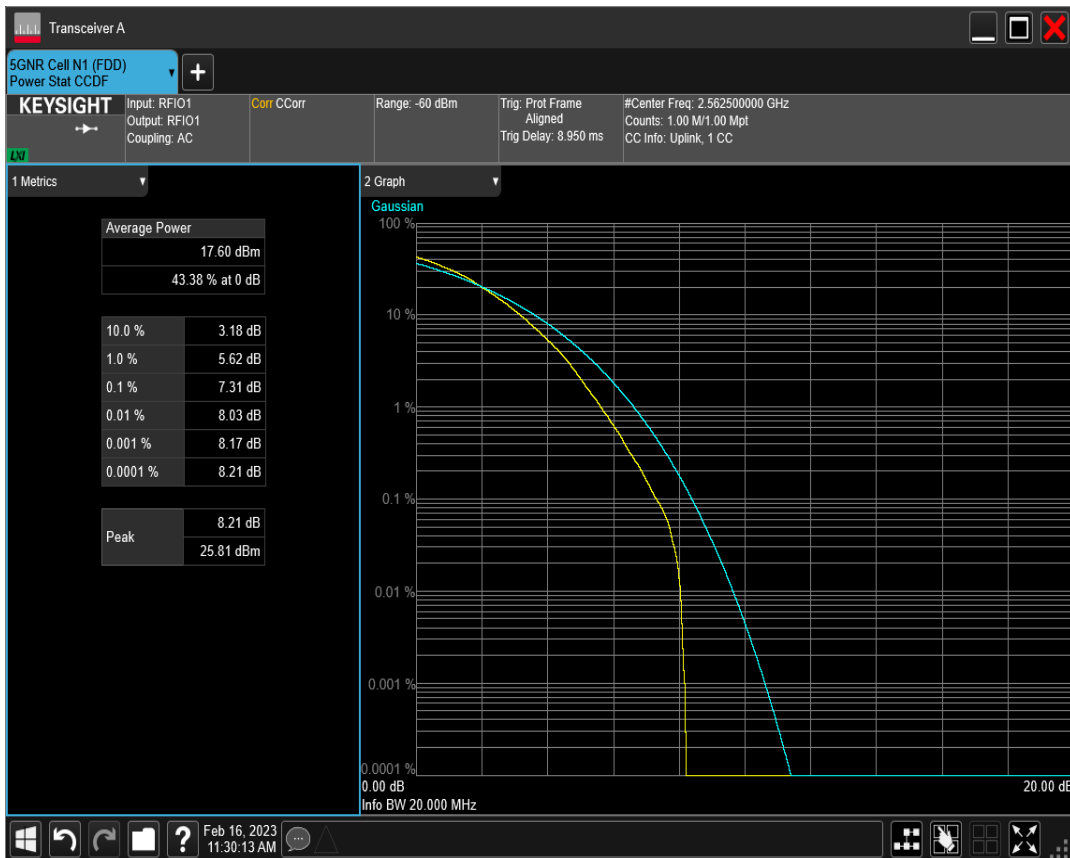 Transceiver A
5GNR Cell N1 (FDD)
Power Stat CCDF
KEYSIGHT
LXI
Input: RFIO1
Output: RFIO1
Coupling: AC
Corr CCorr
Range: -60 dBm
Trig: Prot Frame
Aligned
Trig Delay: 8.950 ms
#Center Freq: 2.562500000 GHz
Counts: 1.00 M/1.00 Mpt
CC Info: Uplink, 1 CC
1 Metrics
Average Power
17.60 dBm
43.38 % at 0 dB
10.0 % 3.18 dB
1.0 % 5.62 dB
0.1 % 7.31 dB
0.01 % 8.03 dB
0.001 % 8.17 dB
0.0001 % 8.21 dB
Peak 8.21 dB
25.81 dBm
2 Graph
Gaussian
100 %
10 %
1 %
0.1 %
0.01 %
0.001 %
0.0001 %
0.00 dB 20.00 dB
Info BW 20.000 MHz
Feb 16, 2023
11:30:13 AM